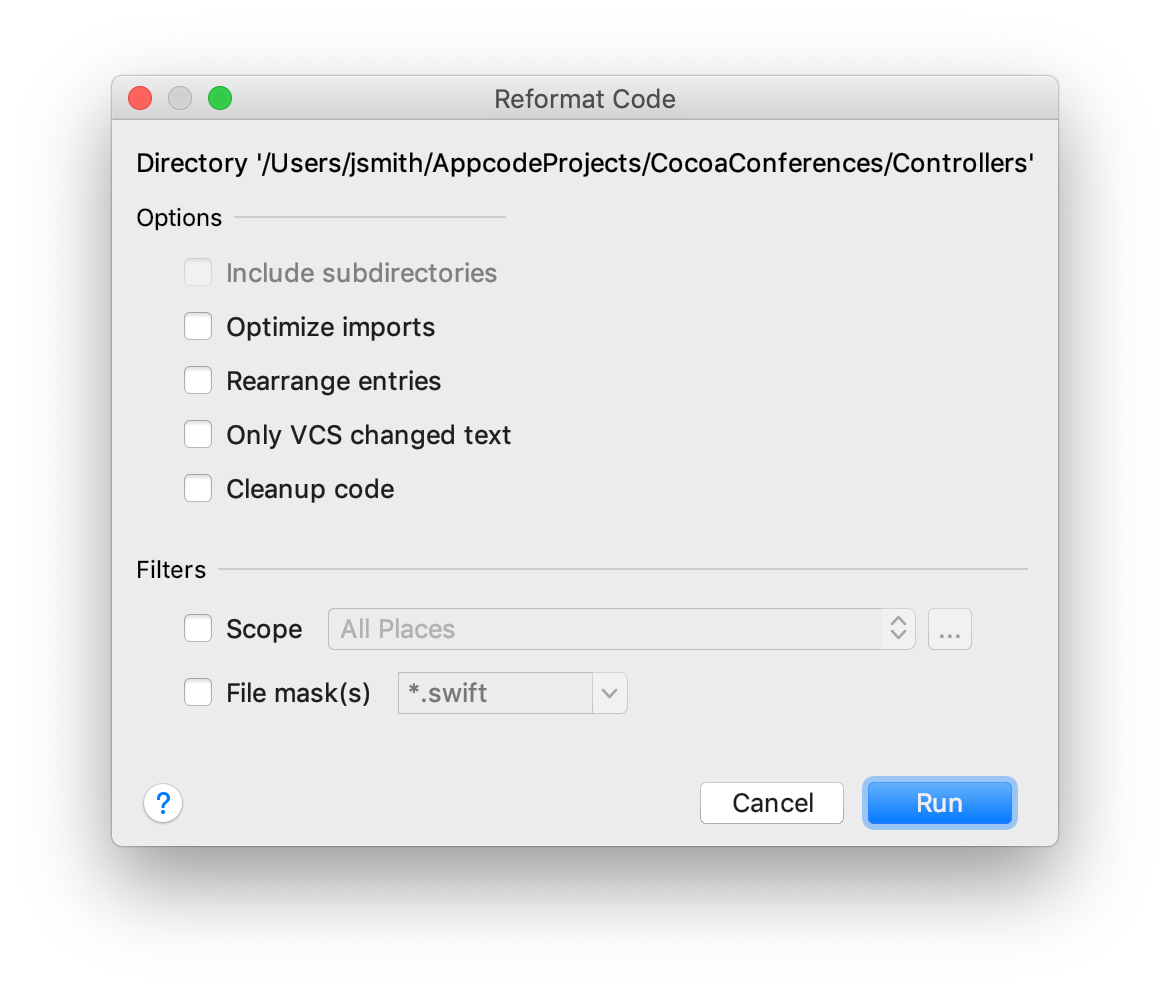 Reformat Code
Directory '/Users/jsmith/AppcodeProjects/CocoaConferences/Controllers'
Options
Include subdirectories
Optimize imports
Rearrange entries
Only VCS changed text
Cleanup code
Filters
Scope All Places ...
File mask(s) *.swift
? Cancel Run